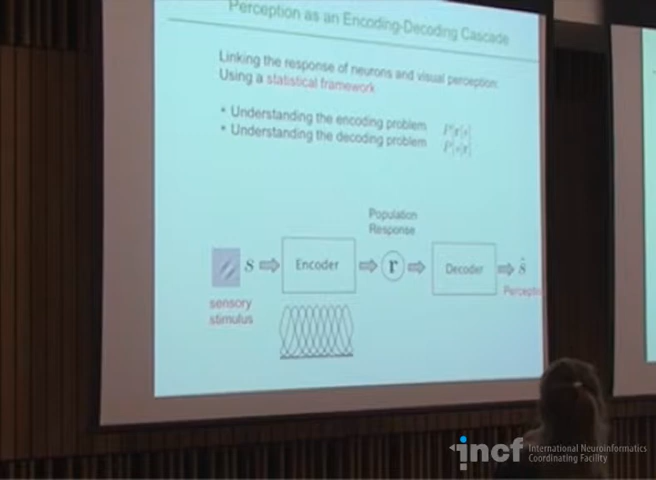 Perception as an Encoding-Decoding Cascade
Linking the response of neurons and visual perception:
Using a statistical framework
• Understanding the encoding problem P[r|s]
• Understanding the decoding problem P[s|r]
Population
Response
s
Encoder
r
Decoder
ŝ
sensory
stimulus
Percepti
incf International Neuroinformatics
Coordinating Facility